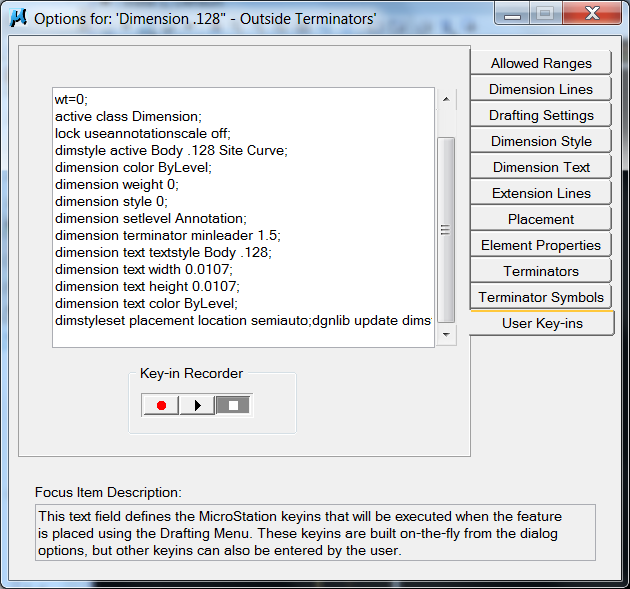 Options for: 'Dimension .128" - Outside Terminators'
Allowed Ranges
Dimension Lines
Drafting Settings
Dimension Style
Dimension Text
Extension Lines
Placement
Element Properties
Terminators
Terminator Symbols
User Key-ins
wt=0;
active class Dimension;
lock useannotationscale off;
dimstyle active Body .128 Site Curve;
dimension color ByLevel;
dimension weight 0;
dimension style 0;
dimension setlevel Annotation;
dimension terminator minleader 1.5;
dimension text textstyle Body .128;
dimension text width 0.0107;
dimension text height 0.0107;
dimension text color ByLevel;
dimstyleset placement location semiauto;dgnlib update dimst
Key-in Recorder
Focus Item Description:
This text field defines the MicroStation keyins that will be executed when the feature
is placed using the Drafting Menu. These keyins are built on-the-fly from the dialog
options, but other keyins can also be entered by the user.